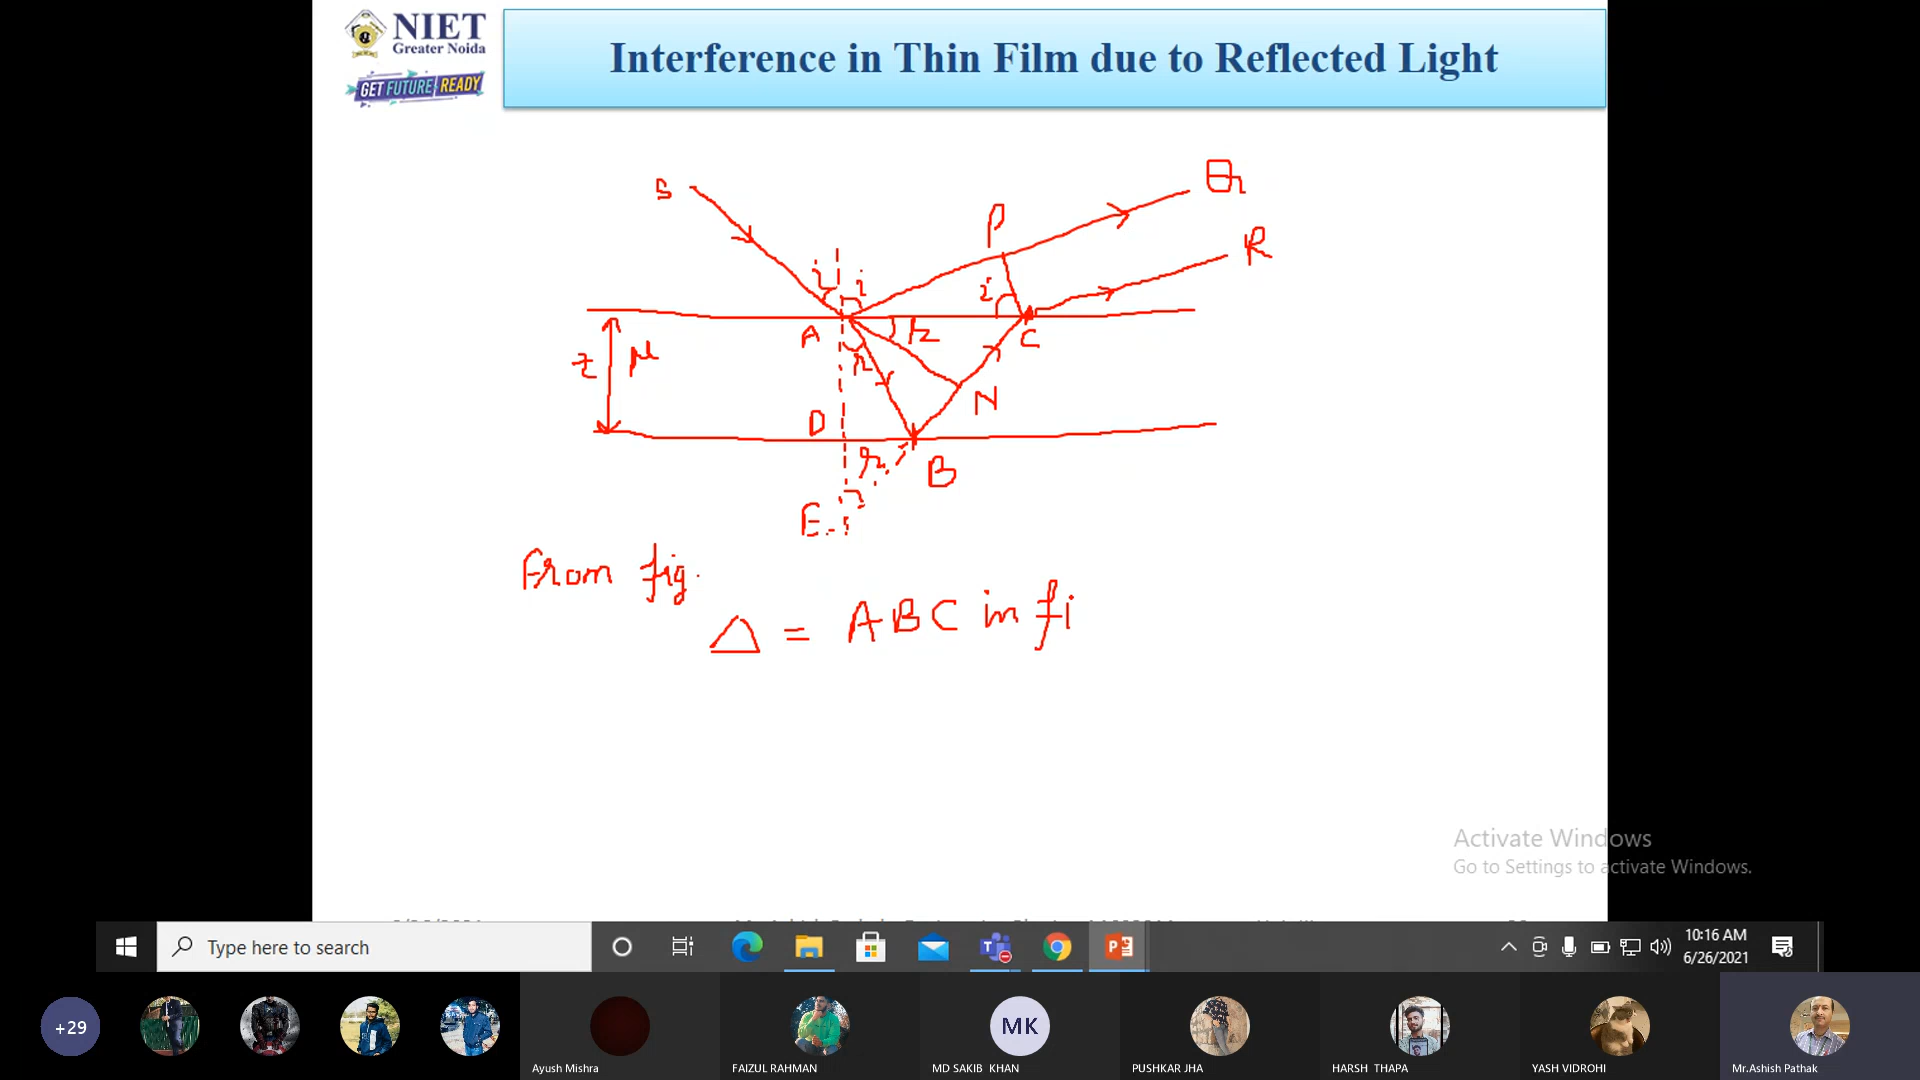 NIET
Greater Noida
GET FUTURE READY
Interference in Thin Film due to Reflected Light
S
P
R
i
i
i
A
r
C
t
μ
r
N
D
r
B
E
From fig.
Δ = ABC in fi
Activate Windows
Go to Settings to activate Windows.
Type here to search
10:16 AM
6/26/2021
+29
MK
Ayush Mishra
FAIZUL RAHMAN
MD SAKIB KHAN
PUSHKAR JHA
HARSH THAPA
YASH VIDROHI
Mr.Ashish Pathak